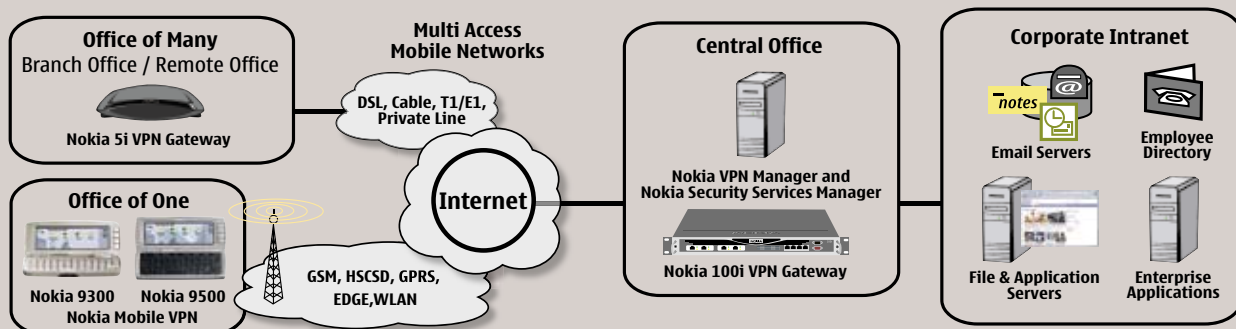 Office of Many
Branch Office / Remote Office
Nokia 5i VPN Gateway
Office of One
Nokia 9300
Nokia 9500
Nokia Mobile VPN
Multi Access
Mobile Networks
DSL, Cable, T1/E1,
Private Line
Internet
GSM, HSCSD, GPRS,
EDGE,WLAN
Central Office
Nokia VPN Manager and
Nokia Security Services Manager
Nokia 100i VPN Gateway
Corporate Intranet
@
notes
Email Servers
Employee
Directory
File & Application
Servers
Enterprise
Applications